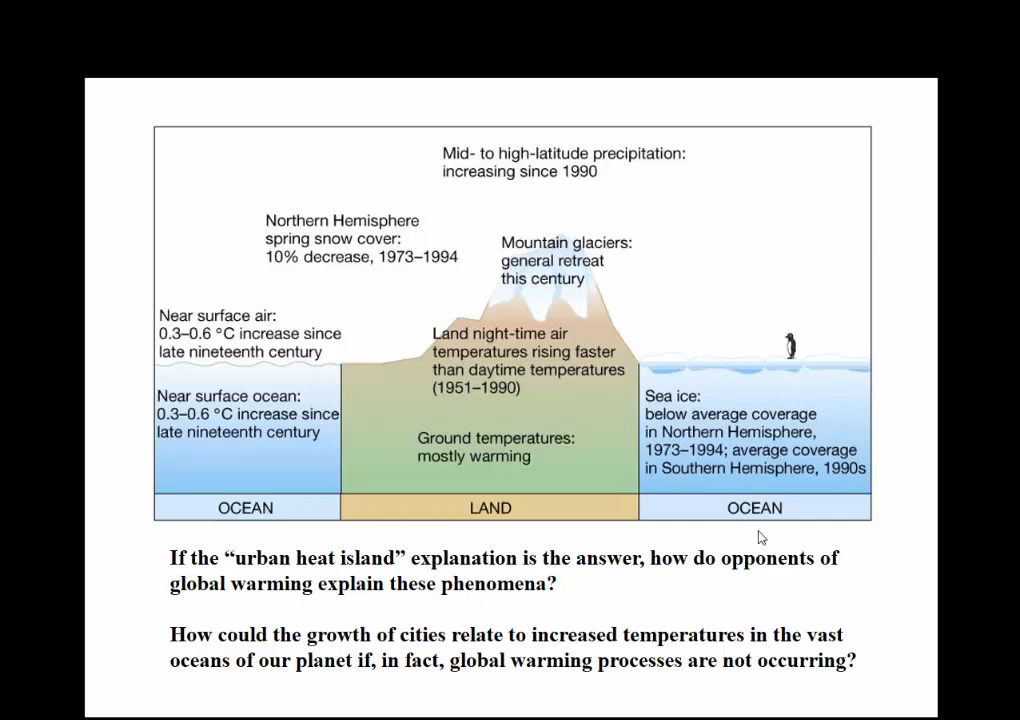 Mid- to high-latitude precipitation:
increasing since 1990
Northern Hemisphere
spring snow cover:
10% decrease, 1973–1994
Mountain glaciers:
general retreat
this century
Near surface air:
0.3–0.6 °C increase since
late nineteenth century
Land night-time air
temperatures rising faster
than daytime temperatures
(1951–1990)
Near surface ocean:
0.3–0.6 °C increase since
late nineteenth century
Ground temperatures:
mostly warming
Sea ice:
below average coverage
in Northern Hemisphere,
1973–1994; average coverage
in Southern Hemisphere, 1990s
OCEAN
LAND
OCEAN
If the “urban heat island” explanation is the answer, how do opponents of
global warming explain these phenomena?
How could the growth of cities relate to increased temperatures in the vast
oceans of our planet if, in fact, global warming processes are not occurring?